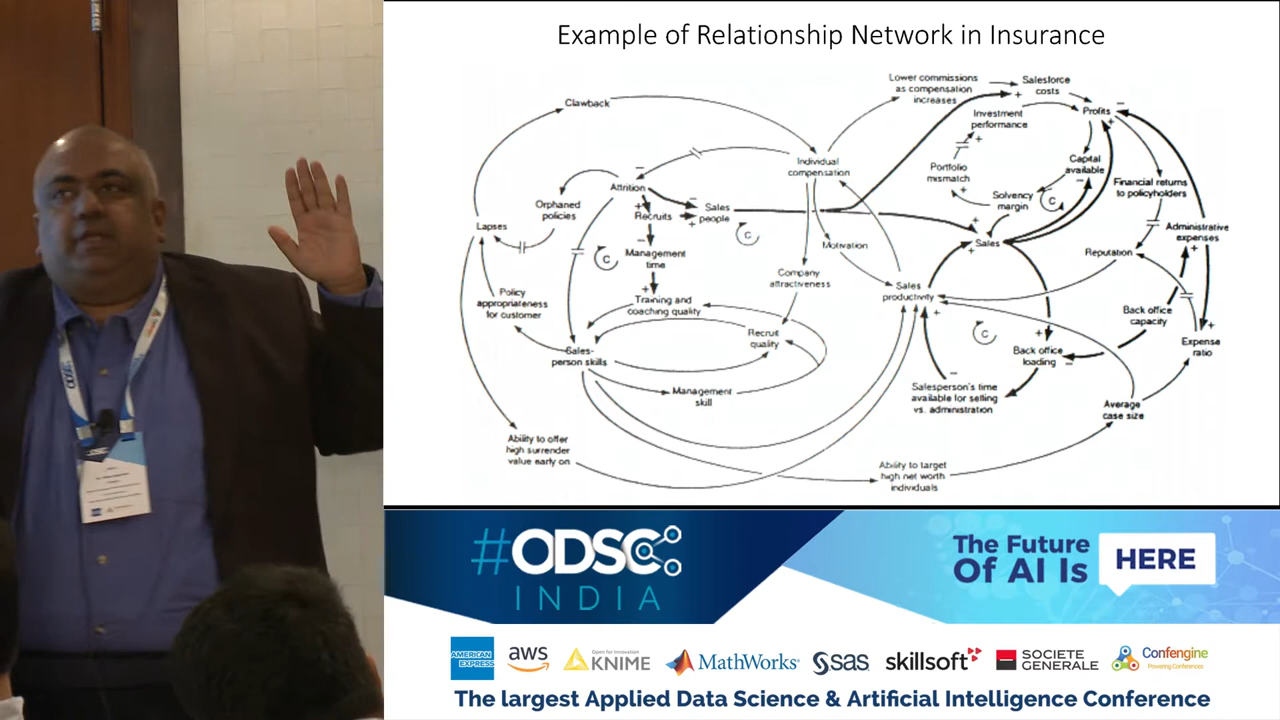 Example of Relationship Network in Insurance
Clawback
Lower commissions
as compensation
increases
Salesforce
costs
Investment
performance
Profits
Individual
compensation
Attrition
Portfolio
mismatch
Capital
available
Financial returns
to policyholders
Solvency
margin
C
Orphaned
policies
Recruits
Sales
people
Lapses
C
C
Management
time
Motivation
Sales
Administrative
expenses
Reputation
Company
attractiveness
Sales
productivity
Policy
appropriateness
for customer
Training and
coaching quality
Recruit
quality
C
Back office
capacity
Expense
ratio
Sales-
person skills
Back office
loading
Management
skill
Salesperson's time
available for selling
vs. administration
Average
case size
Ability to offer
high surrender
value early on
Ability to target
high net worth
individuals
#ODSC
INDIA
The Future
Of AI Is
HERE
AMERICAN
EXPRESS
aws
Open for Innovation
KNIME
MathWorks
sas
skillsoft
SOCIETE
GENERALE
Confengine
Powering Conferences
The largest Applied Data Science & Artificial Intelligence Conference